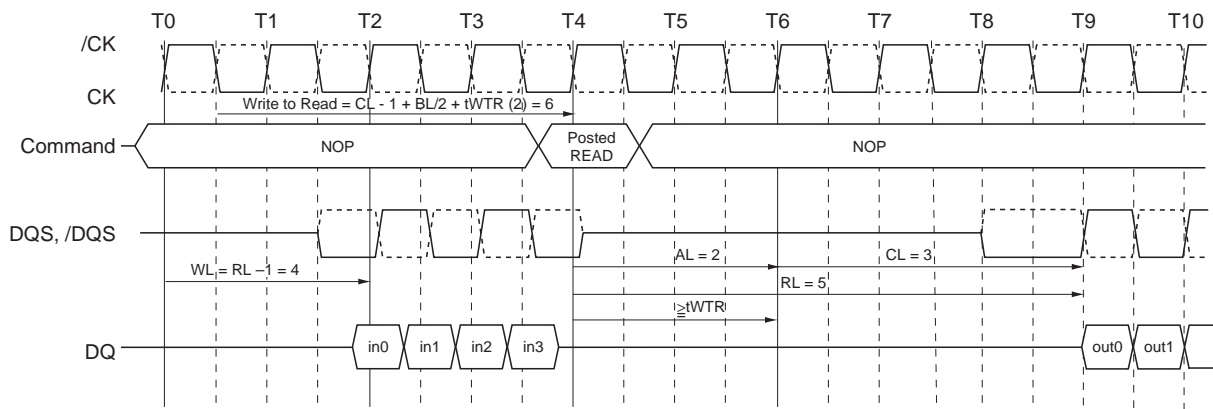 T0 T1 T2 T3 T4 T5 T6 T7 T8 T9 T10
/CK
CK
Write to Read = CL - 1 + BL/2 + tWTR (2) = 6
Command NOP Posted READ NOP
DQS, /DQS
AL = 2 CL = 3
WL = RL –1 = 4
RL = 5
≧tWTR
DQ in0 in1 in2 in3 out0 out1